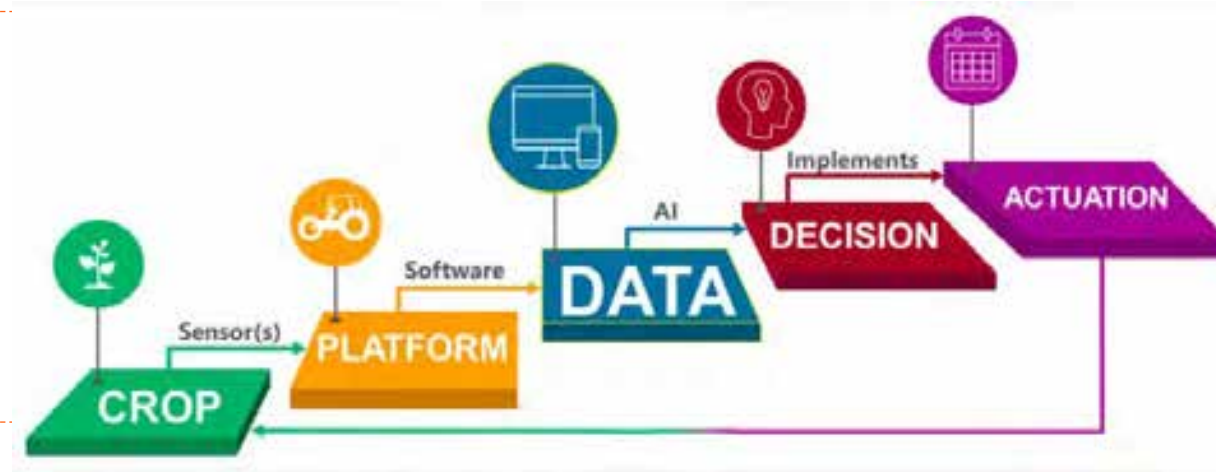 Implements
ACTUATION
AI
DECISION
Software
DATA
Sensor(s)
PLATFORM
CROP